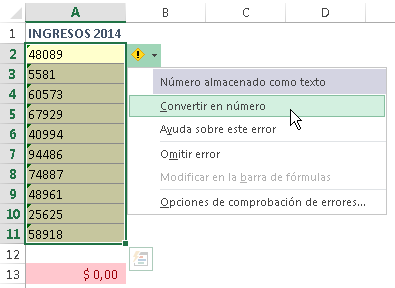 A B C D
1 INGRESOS 2014
2 48089
3 5581
4 60573
5 67929
6 40994
7 94486
8 74887
9 48961
10 25625
11 58918
12
13 $ 0,00
Número almacenado como texto
Convertir en número
Ayuda sobre este error
Omitir error
Modificar en la barra de fórmulas
Opciones de comprobación de errores...